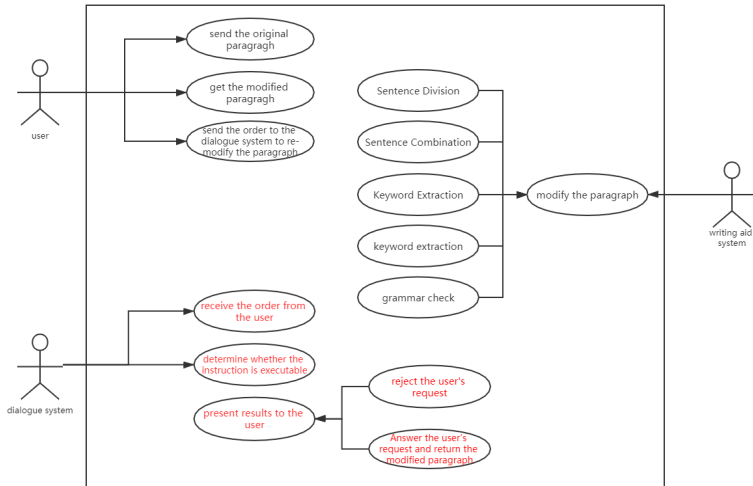 send the original
paragragh
get the modified
paragragh
send the order to the
dialogue system to re-
modify the paragraph
user
Sentence Division
Sentence Combination
Keyword Extraction
keyword extraction
grammar check
modify the paragraph
writing aid
system
receive the order from
the user
determine whether the
instruction is executable
present results to the
user
dialogue system
reject the user's
request
Answer the user's
request and return the
modified paragraph